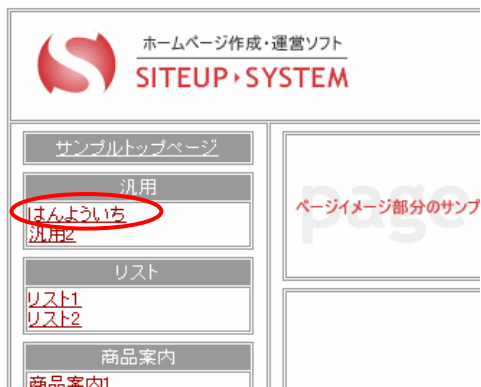 ホームページ作成・運営ソフト
SITEUP SYSTEM
サンプルトップページ
汎用
はんよういち
汎用2
リスト
リスト1
リスト2
商品案内
商品案内1
page
ページイメージ部分のサンプ